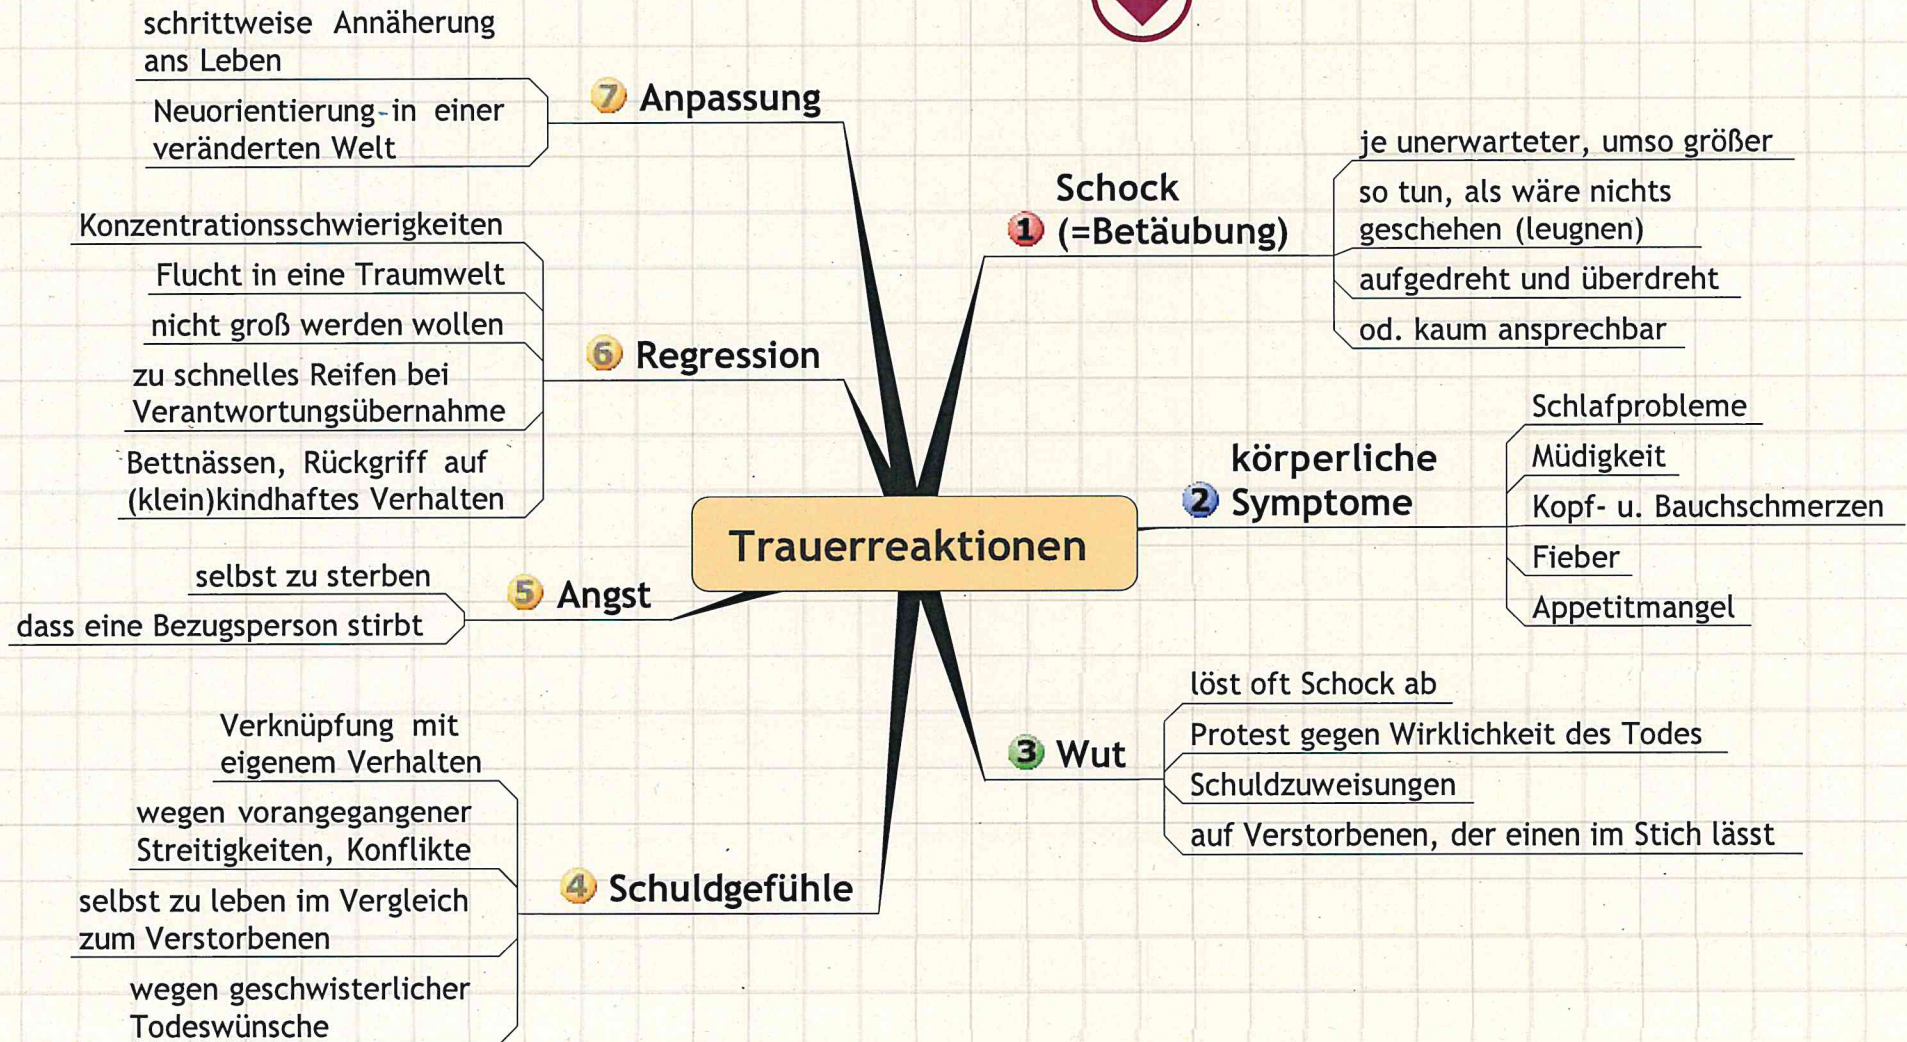 Trauerreaktionen
1 Schock
(=Betäubung)
je unerwarteter, umso größer
so tun, als wäre nichts
geschehen (leugnen)
aufgedreht und überdreht
od. kaum ansprechbar
2 körperliche
Symptome
Schlafprobleme
Müdigkeit
Kopf- u. Bauchschmerzen
Fieber
Appetitmangel
3 Wut
löst oft Schock ab
Protest gegen Wirklichkeit des Todes
Schuldzuweisungen
auf Verstorbenen, der einen im Stich lässt
4 Schuldgefühle
Verknüpfung mit
eigenem Verhalten
wegen vorangegangener
Streitigkeiten, Konflikte
selbst zu leben im Vergleich
zum Verstorbenen
wegen geschwisterlicher
Todeswünsche
5 Angst
selbst zu sterben
dass eine Bezugsperson stirbt
6 Regression
Konzentrationsschwierigkeiten
Flucht in eine Traumwelt
nicht groß werden wollen
zu schnelles Reifen bei
Verantwortungsübernahme
Bettnässen, Rückgriff auf
(klein)kindhaftes Verhalten
7 Anpassung
schrittweise Annäherung
ans Leben
Neuorientierung-in einer
veränderten Welt